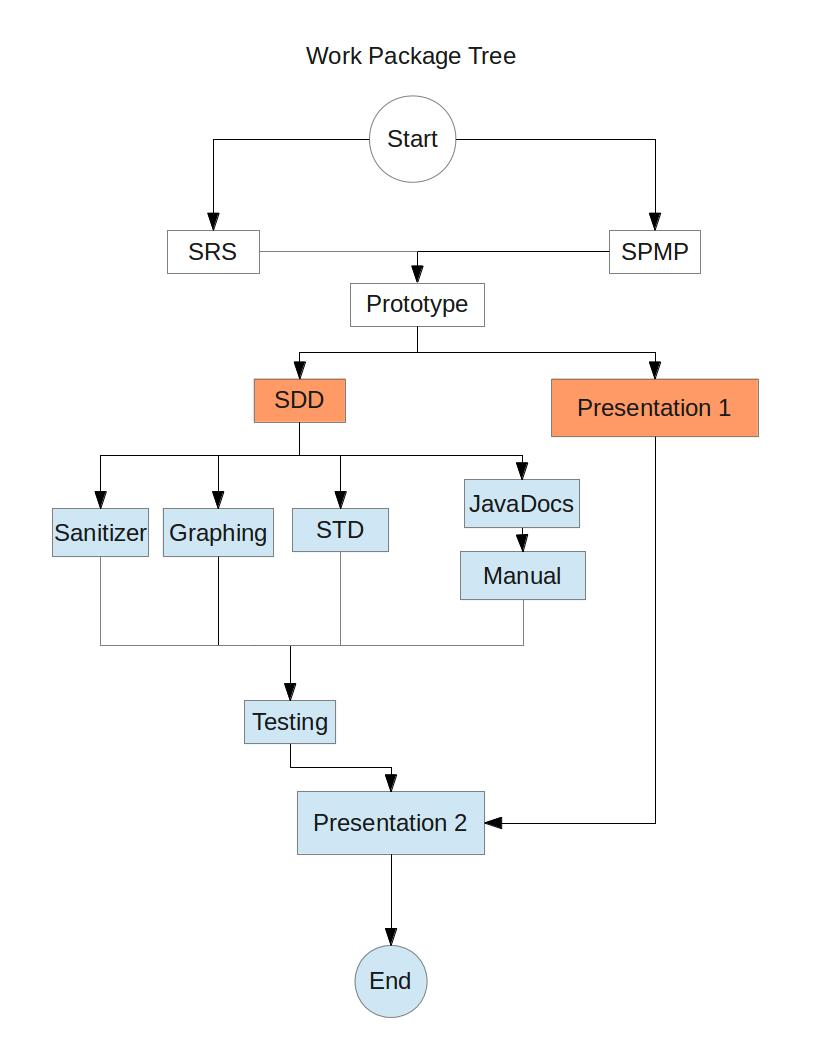 Work Package Tree
Start
SRS
SPMP
Prototype
SDD
Presentation 1
Sanitizer
Graphing
STD
JavaDocs
Manual
Testing
Presentation 2
End